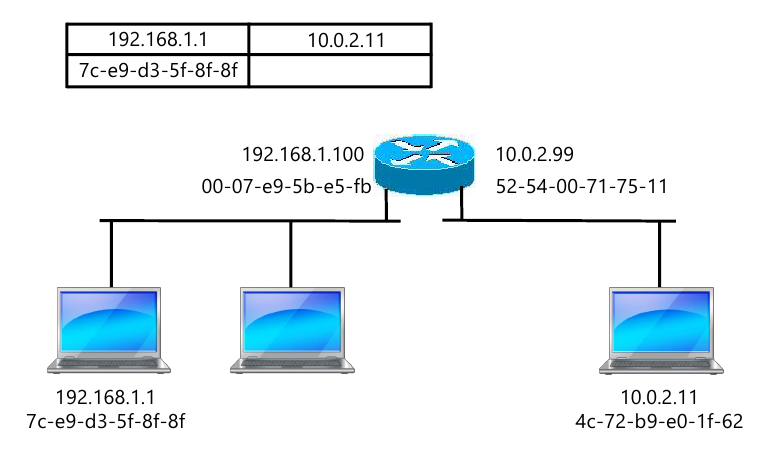 192.168.1.1 10.0.2.11
7c-e9-d3-5f-8f-8f
192.168.1.100 10.0.2.99
00-07-e9-5b-e5-fb 52-54-00-71-75-11
192.168.1.1 10.0.2.11
7c-e9-d3-5f-8f-8f 4c-72-b9-e0-1f-62